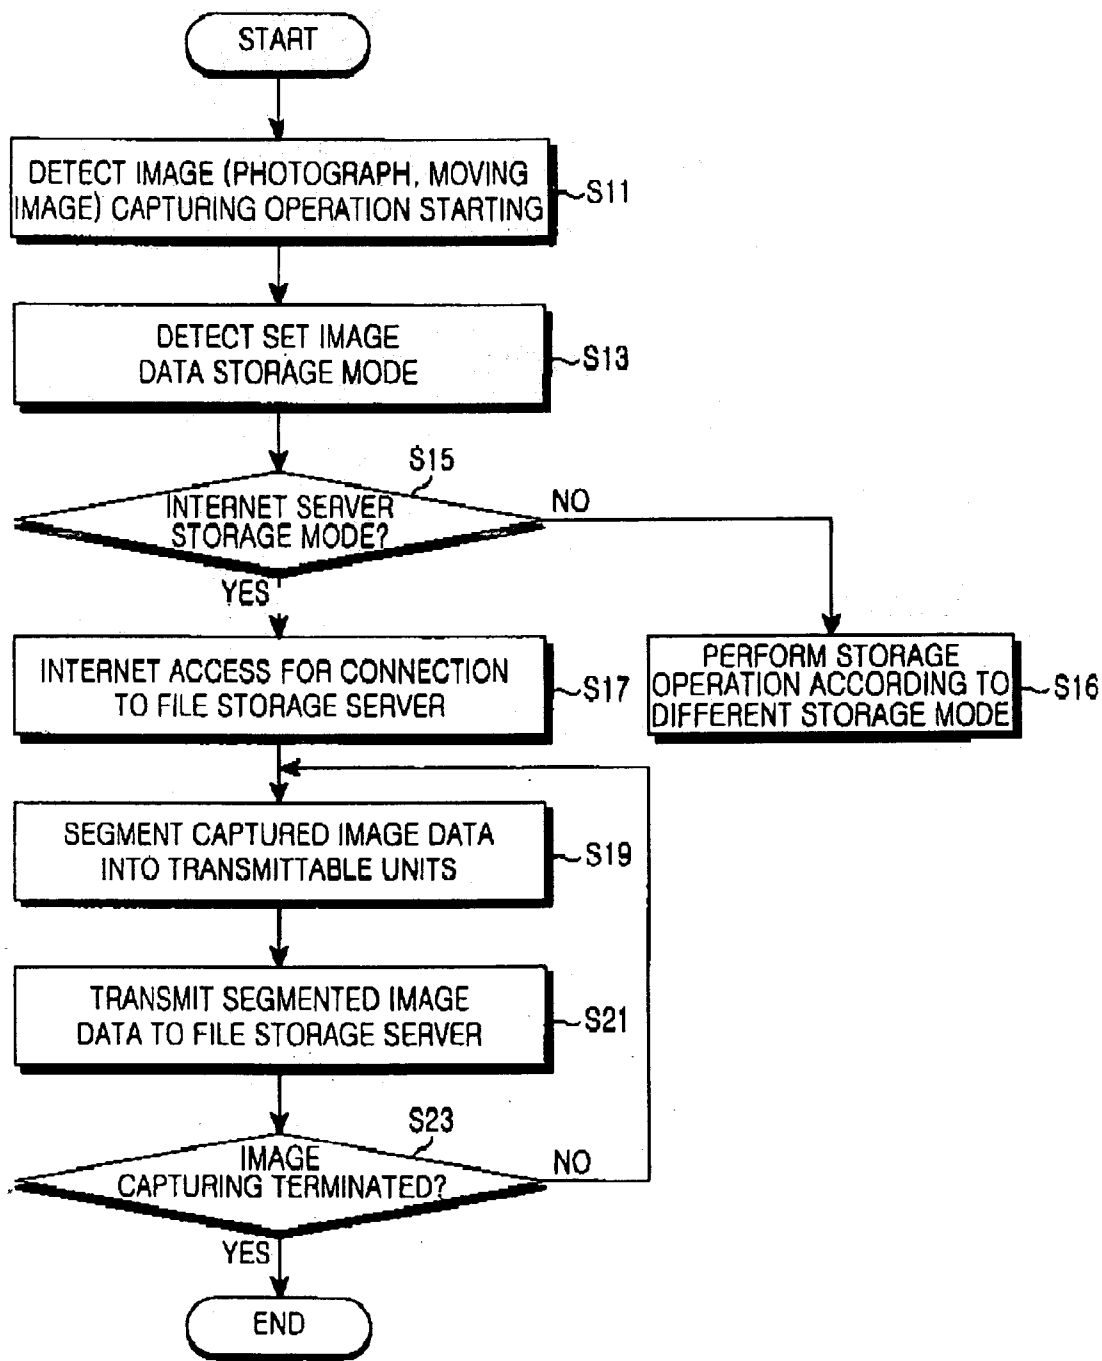 START
DETECT IMAGE (PHOTOGRAPH, MOVING
IMAGE) CAPTURING OPERATION STARTING
S11
DETECT SET IMAGE
DATA STORAGE MODE
S13
S15
INTERNET SERVER
STORAGE MODE?
NO
YES
INTERNET ACCESS FOR CONNECTION
TO FILE STORAGE SERVER
S17
PERFORM STORAGE
OPERATION ACCORDING TO
DIFFERENT STORAGE MODE
S16
SEGMENT CAPTURED IMAGE DATA
INTO TRANSMITTABLE UNITS
S19
TRANSMIT SEGMENTED IMAGE
DATA TO FILE STORAGE SERVER
S21
S23
IMAGE
CAPTURING TERMINATED?
NO
YES
END